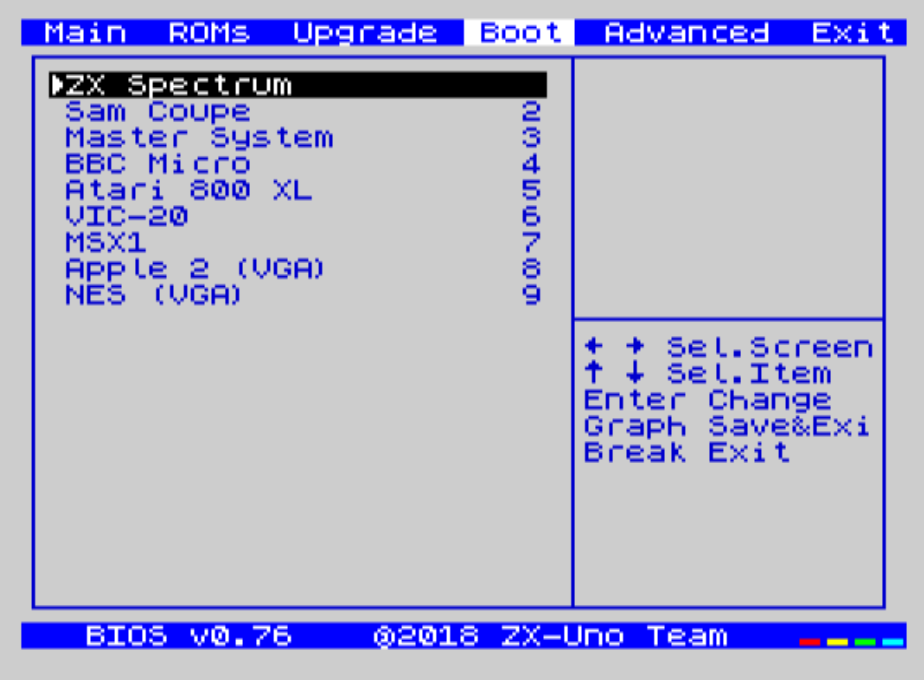 Main ROMs Upgrade Boot Advanced Exit
ZX Spectrum
Sam Coupe 2
Master System 3
BBC Micro 4
Atari 800 XL 5
VIC-20 6
MSX1 7
Apple 2 (VGA) 8
NES (VGA) 9
← → Sel.Screen
↑ ↓ Sel.Item
Enter Change
Graph Save&Exi
Break Exit
BIOS v0.76 ©2018 ZX-Uno Team